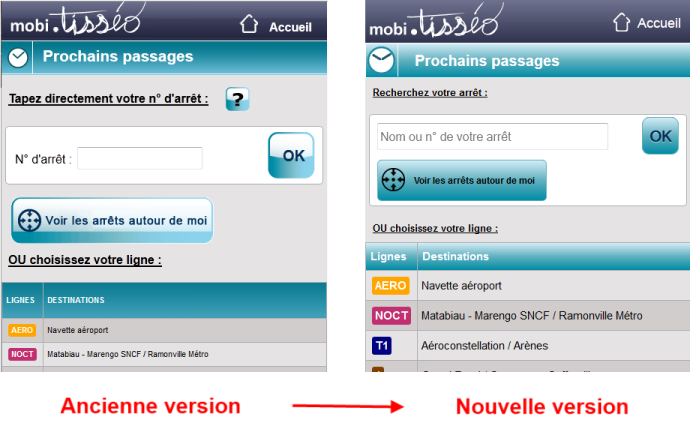 mobi.tisséo Accueil
Prochains passages
Tapez directement votre n° d'arrêt : ?
N° d'arrêt : OK
Voir les arrêts autour de moi
OU choisissez votre ligne :
LIGNES DESTINATIONS
AERO Navette aéroport
NOCT Matabiau - Marengo SNCF / Ramonville Métro
mobi.tisséo Accueil
Prochains passages
Recherchez votre arrêt :
Nom ou n° de votre arrêt OK
Voir les arrêts autour de moi
OU choisissez votre ligne :
Lignes Destinations
AERO Navette aéroport
NOCT Matabiau - Marengo SNCF / Ramonville Métro
T1 Aéroconstellation / Arènes
Ancienne version Nouvelle version